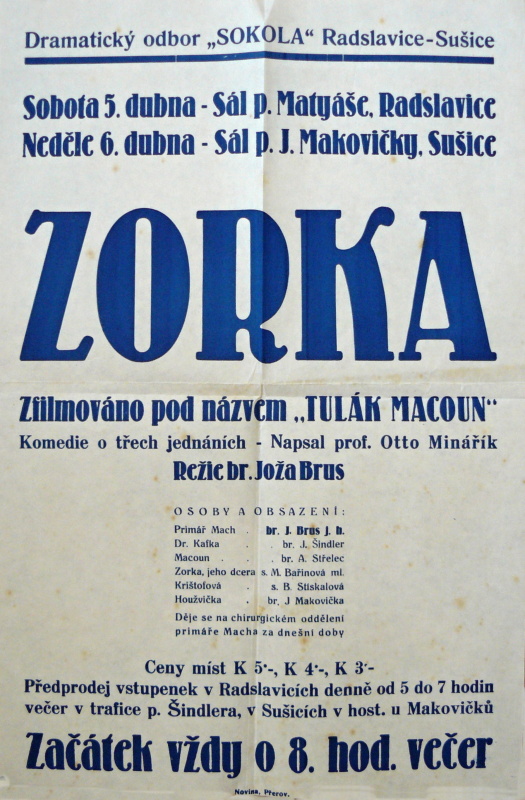 Dramatický odbor „SOKOLA“ Radslavice-Sušice
Sobota 5. dubna - Sál p. Matyáše, Radslavice
Neděle 6. dubna - Sál p. J. Makovičky, Sušice
ZORKA
Zfilmováno pod názvem „TULÁK MACOUN“
Komedie o třech jednáních - Napsal prof. Otto Minářík
Režie br. Joža Brus
OSOBY A OBSAZENÍ:
Primář Mach . br. J. Brus j. h.
Dr. Kafka . . br. J. Šindler
Macoun . . br. A. Střelec
Zorka, jeho dcera s. M. Bařinová ml.
Krištofová . s. B. Stiskalová
Houžvička . br. J Makovička
Děje se na chirurgickém oddělení
primáře Macha za dnešní doby
Ceny míst K 5·-, K 4·-, K 3·-
Předprodej vstupenek v Radslavicích denně od 5 do 7 hodin
večer v trafice p. Šindlera, v Sušicích v host. u Makovičků
Začátek vždy o 8. hod. večer
Novina, Přerov.